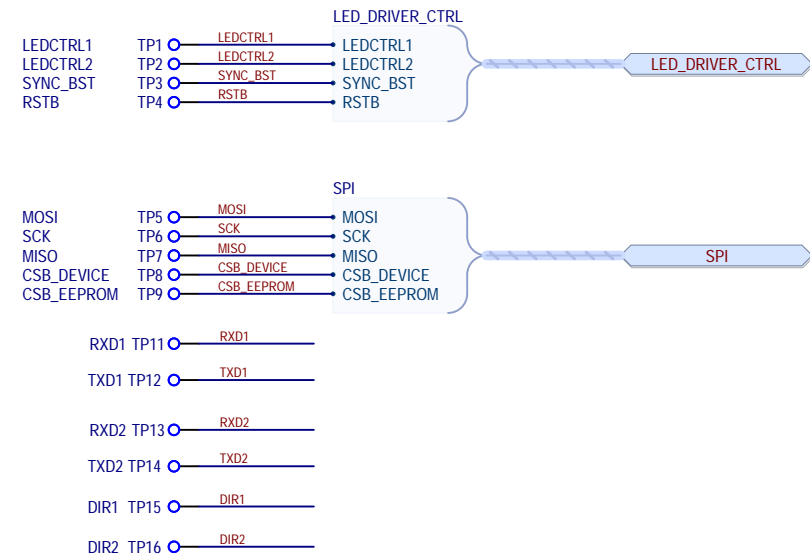 LED_DRIVER_CTRL
LEDCTRL1 TP1 LEDCTRL1 LEDCTRL1
LEDCTRL2 TP2 LEDCTRL2 LEDCTRL2 LED_DRIVER_CTRL
SYNC_BST TP3 SYNC_BST SYNC_BST
RSTB TP4 RSTB RSTB
SPI
MOSI TP5 MOSI MOSI
SCK TP6 SCK SCK
MISO TP7 MISO MISO SPI
CSB_DEVICE TP8 CSB_DEVICE CSB_DEVICE
CSB_EEPROM TP9 CSB_EEPROM CSB_EEPROM
RXD1 TP11 RXD1
TXD1 TP12 TXD1
RXD2 TP13 RXD2
TXD2 TP14 TXD2
DIR1 TP15 DIR1
DIR2 TP16 DIR2